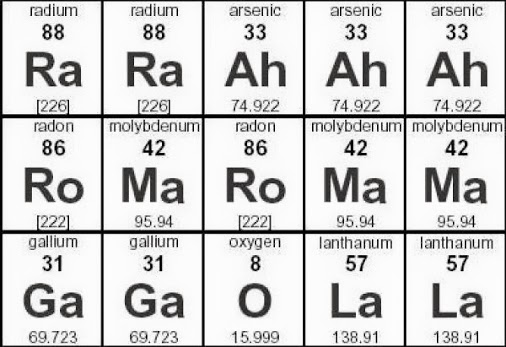 radium radium arsenic arsenic arsenic
88 88 33 33 33
Ra Ra Ah Ah Ah
[226] [226] 74.922 74.922 74.922
radon molybdenum radon molybdenum molybdenum
86 42 86 42 42
Ro Ma Ro Ma Ma
[222] 95.94 [222] 95.94 95.94
gallium gallium oxygen lanthanum lanthanum
31 31 8 57 57
Ga Ga O La La
69.723 69.723 15.999 138.91 138.91